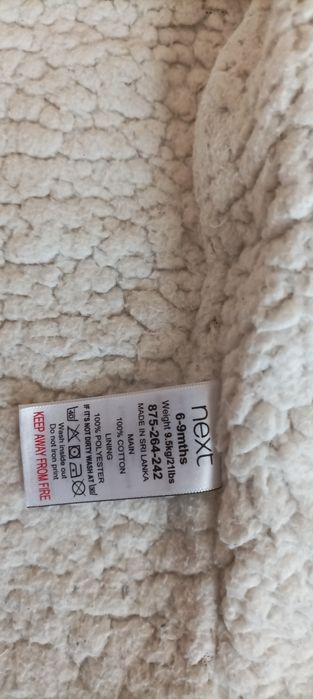 next
6-9mths
Weight 9.5kg/21lbs
875-264-242
MADE IN SRI LANKA
MAIN
100% COTTON
LINING
100% POLYESTER
IF IT'S NOT DIRTY WASH AT
Wash inside out
Do not iron print
KEEP AWAY FROM FIRE